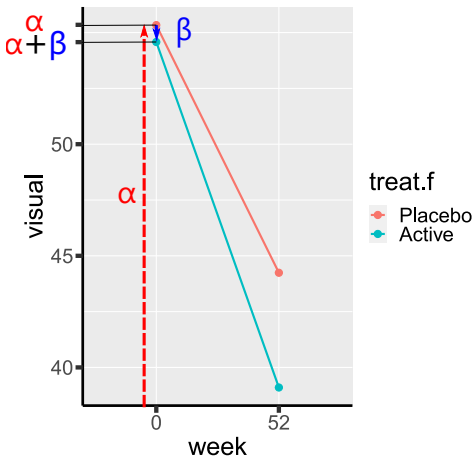 α
α+β
β
50
α
visual
45
40
0
52
week
treat.f
Placebo
Active